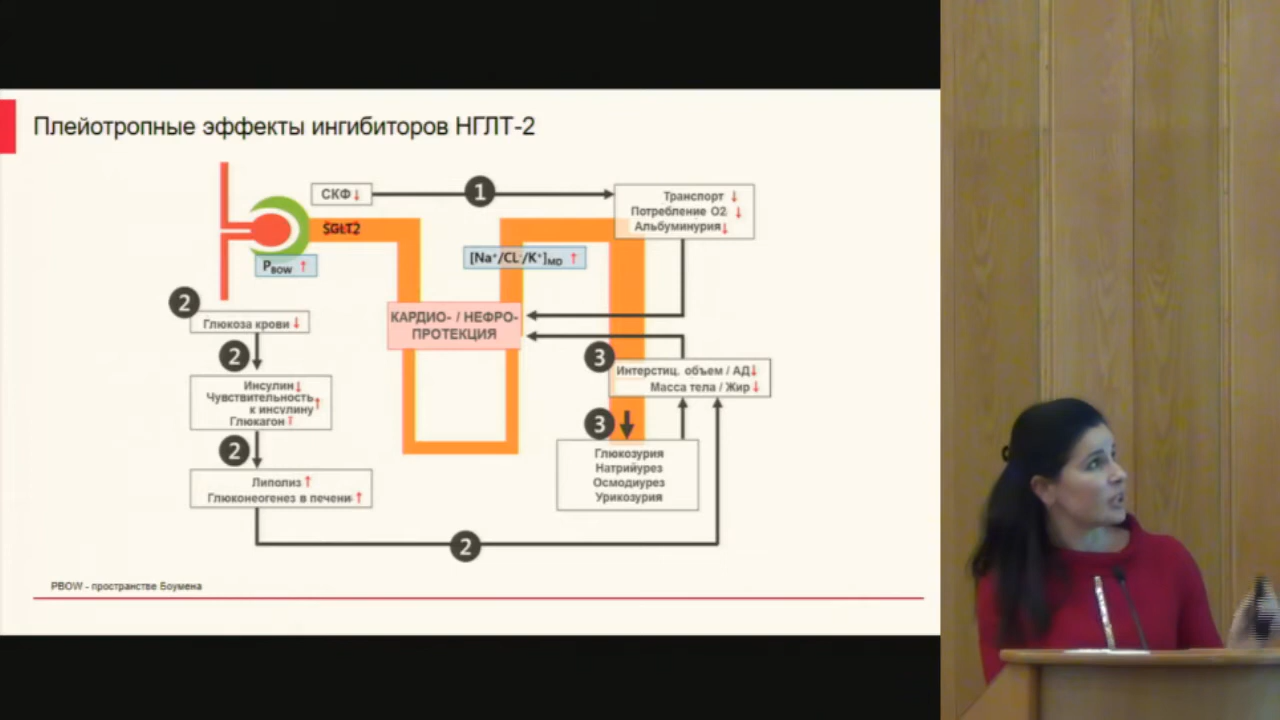 Плейотропные эффекты ингибиторов НГЛТ-2
СКФ↓
1
Транспорт ↓
Потребление O2 ↓
Альбуминурия↓
SGLT2
PBOW ↑
[Na⁺/CL⁻/K⁺]MD ↑
2
Глюкоза крови↓
КАРДИО- / НЕФРО-
ПРОТЕКЦИЯ
2
3
Интерстиц. объем / АД↓
Масса тела / Жир↓
Инсулин↓
Чувствительность
к инсулину↑
Глюкагон↑
3
2
Глюкозурия
Натрийурез
Осмодиурез
Урикозурия
Липолиз↑
Глюконеогенез в печени↑
2
PBOW - пространстве Боумена